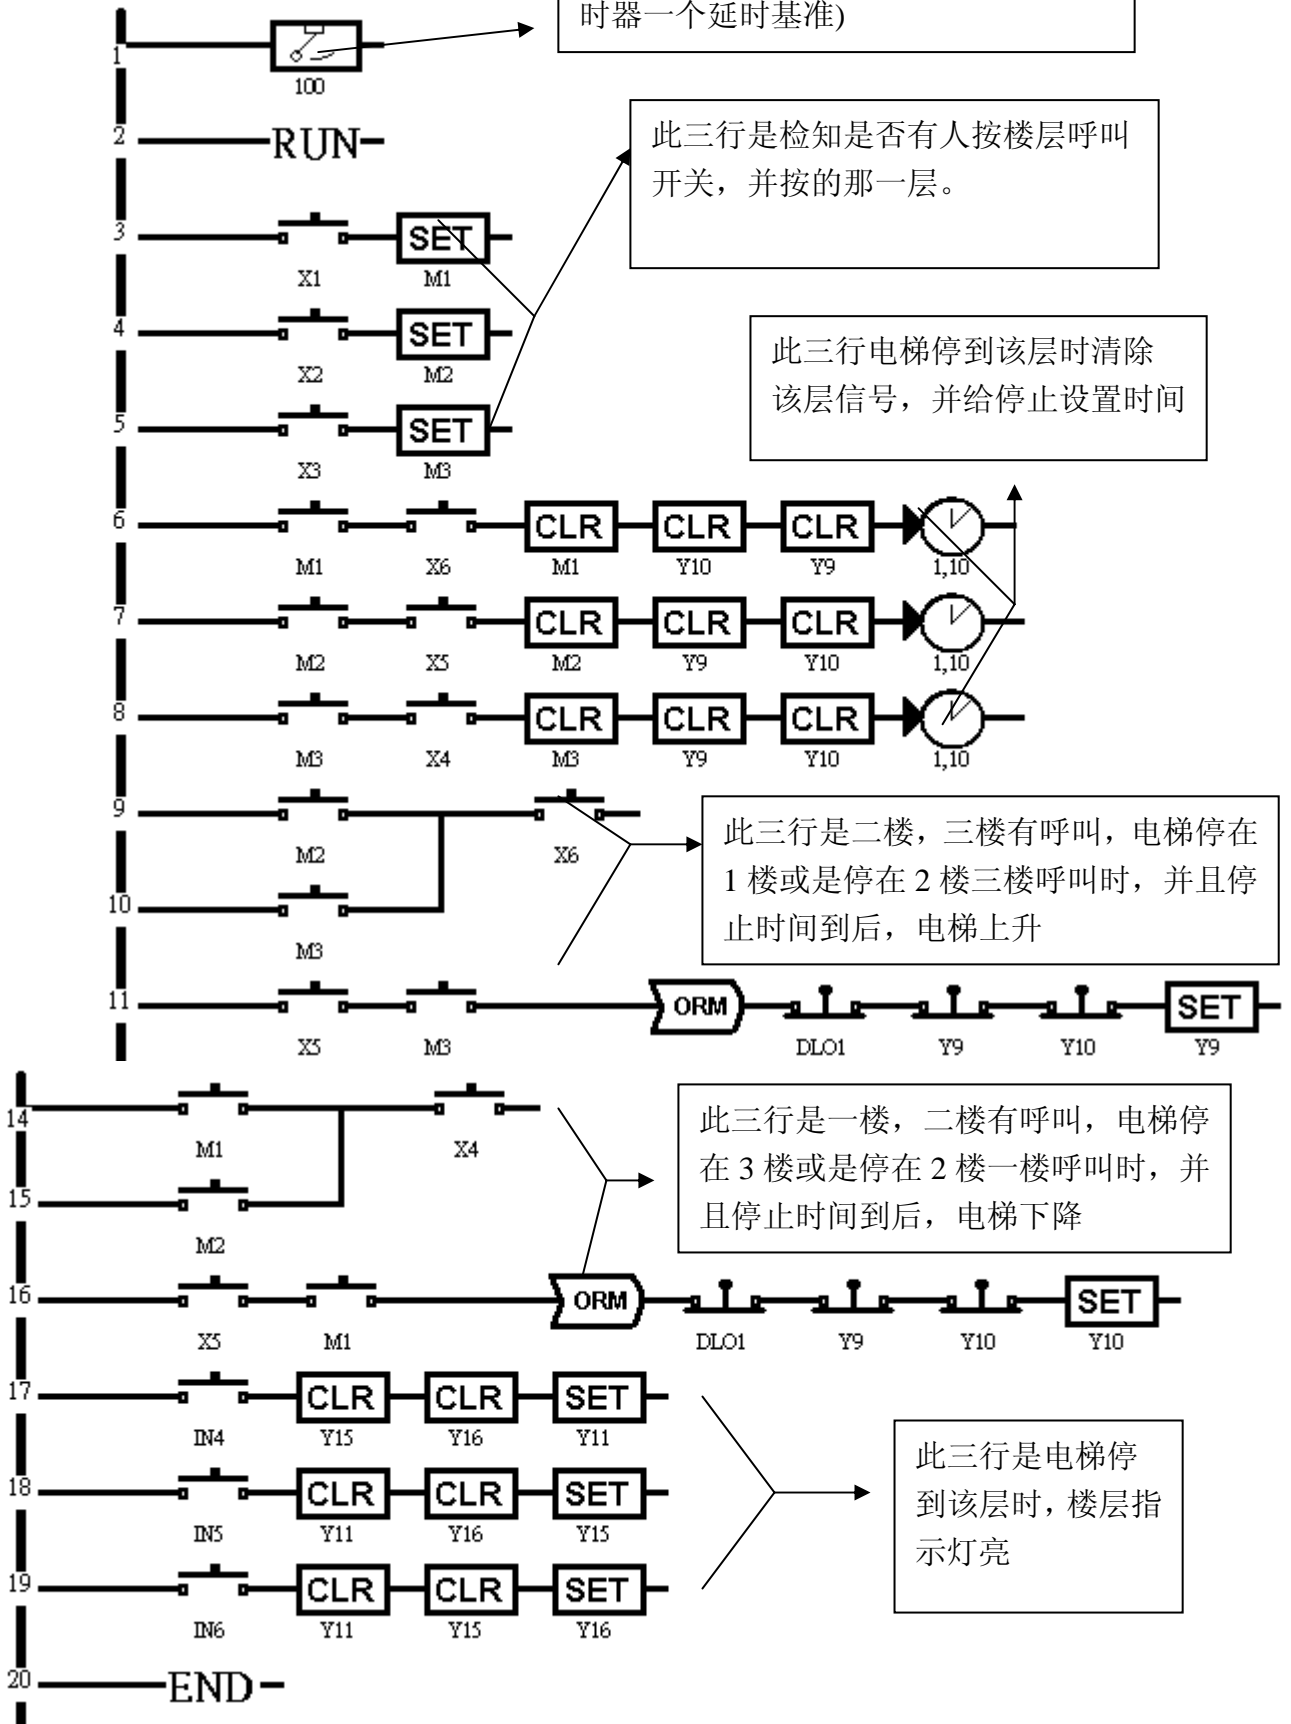 时器一个延时基准)
1
100
2
RUN
此三行是检知是否有人按楼层呼叫
开关，并按的那一层。
3
SET
X1
M1
4
SET
X2
M2
此三行电梯停到该层时清除
该层信号，并给停止设置时间
5
SET
X3
M3
6
CLR
CLR
CLR
M1
X6
M1
Y10
Y9
1,10
7
CLR
CLR
CLR
M2
X5
M2
Y9
Y10
1,10
8
CLR
CLR
CLR
M3
X4
M3
Y9
Y10
1,10
9
M2
X6
此三行是二楼，三楼有呼叫，电梯停在
1 楼或是停在 2 楼三楼呼叫时，并且停
止时间到后，电梯上升
10
M3
11
ORM
SET
X5
M3
DLO1
Y9
Y10
Y9
14
M1
X4
此三行是一楼，二楼有呼叫，电梯停
在 3 楼或是停在 2 楼一楼呼叫时，并
且停止时间到后，电梯下降
15
M2
16
ORM
SET
X5
M1
DLO1
Y9
Y10
Y10
17
CLR
CLR
SET
IN4
Y15
Y16
Y11
此三行是电梯停
到该层时，楼层指
示灯亮
18
CLR
CLR
SET
IN5
Y11
Y16
Y15
19
CLR
CLR
SET
IN6
Y11
Y15
Y16
20
END